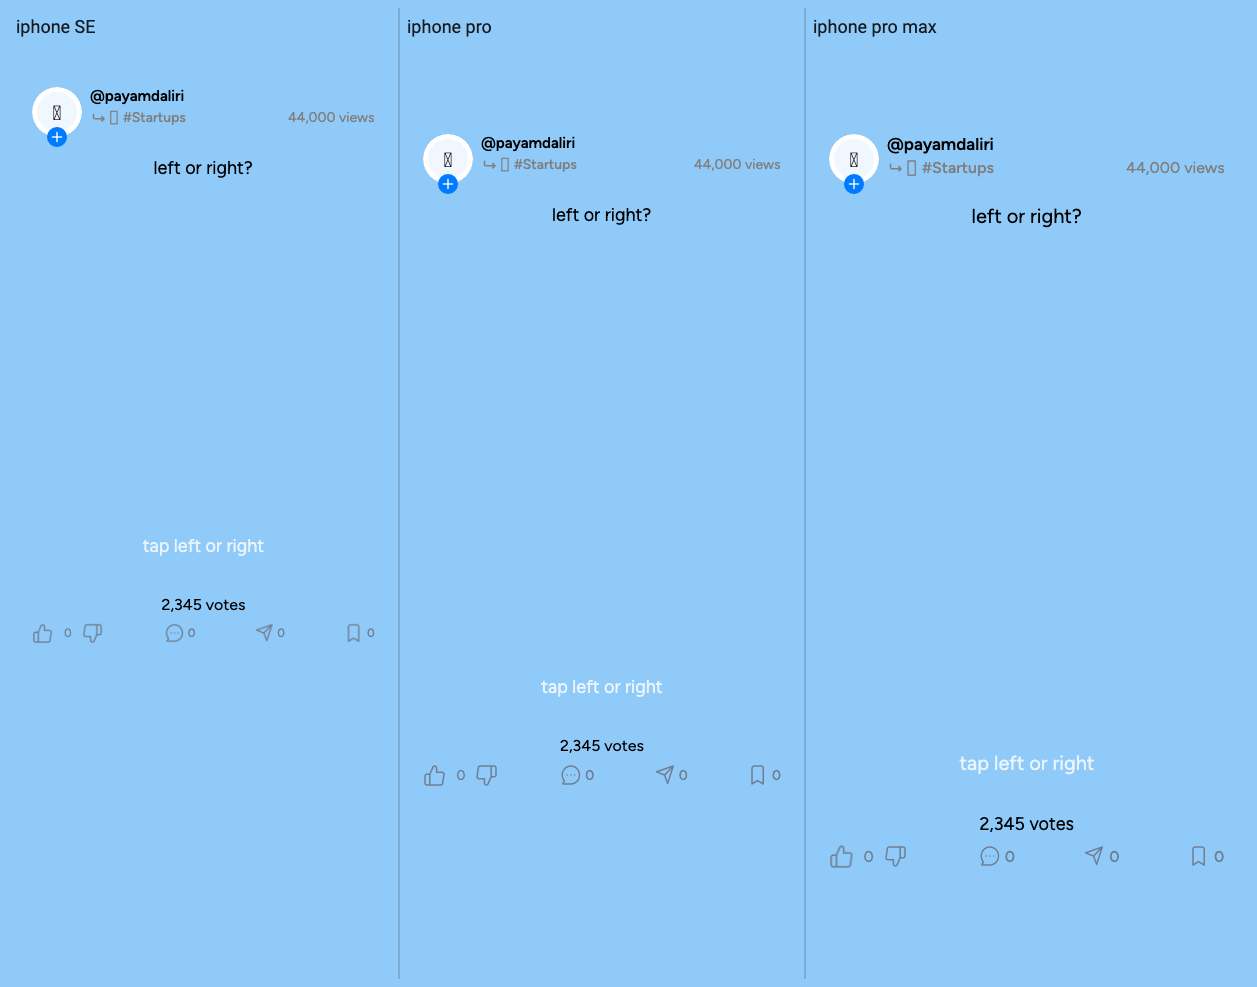 iphone SE
@payamdaliri
#Startups
44,000 views
left or right?
tap left or right
2,345 votes
0
0
0
0
iphone pro
@payamdaliri
#Startups
44,000 views
left or right?
tap left or right
2,345 votes
0
0
0
0
iphone pro max
@payamdaliri
#Startups
44,000 views
left or right?
tap left or right
2,345 votes
0
0
0
0